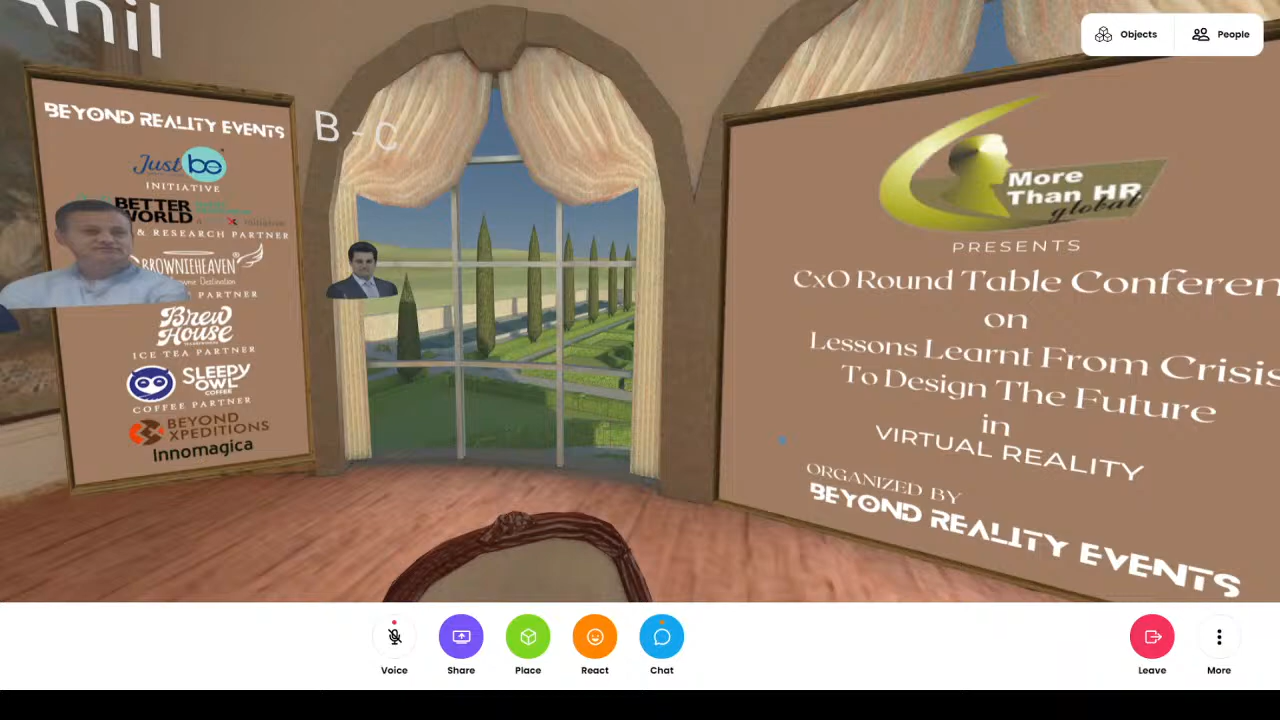 Anil
Objects
People
BEYOND REALITY EVENTS
Just be
INITIATIVE
BETTER
WORLD
& RESEARCH PARTNER
BROWNIEHEAVEN
PARTNER
Brew
House
ICE TEA PARTNER
SLEEPY
OWL
COFFEE
COFFEE PARTNER
BEYOND
XPEDITIONS
Innomagica
B - C
More
Than HR
global
PRESENTS
CxO Round Table Conferen
on
Lessons Learnt From Crisis
To Design The Future
in
VIRTUAL REALITY
ORGANIZED BY
BEYOND REALITY EVENTS
Voice
Share
Place
React
Chat
Leave
More